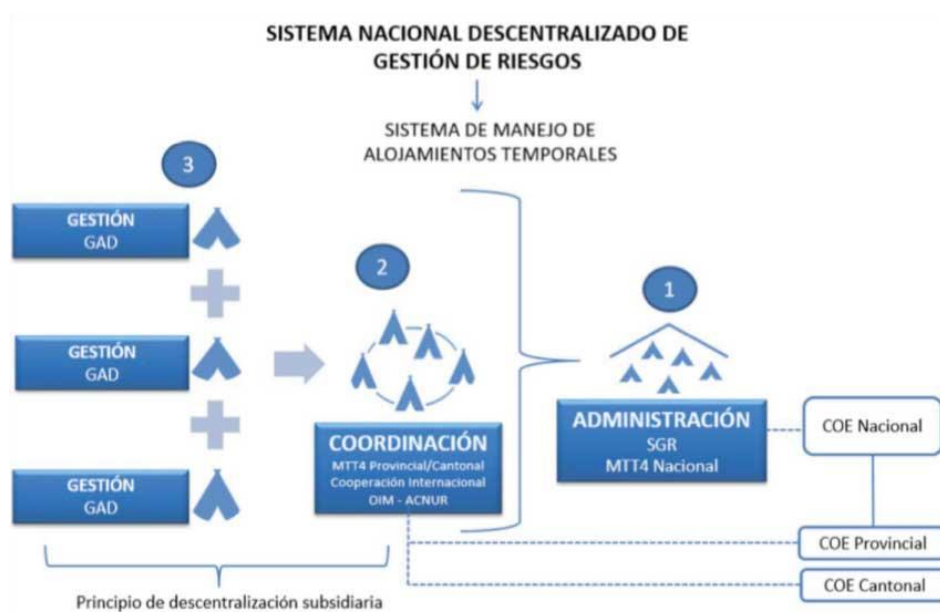 SISTEMA NACIONAL DESCENTRALIZADO DE
GESTIÓN DE RIESGOS
SISTEMA DE MANEJO DE
ALOJAMIENTOS TEMPORALES
3
GESTIÓN
GAD
GESTIÓN
GAD
GESTIÓN
GAD
2
COORDINACIÓN
MTT4 Provincial/Cantonal
Cooperación Internacional
OIM - ACNUR
1
ADMINISTRACIÓN
SGR
MTT4 Nacional
COE Nacional
COE Provincial
COE Cantonal
Principio de descentralización subsidiaria